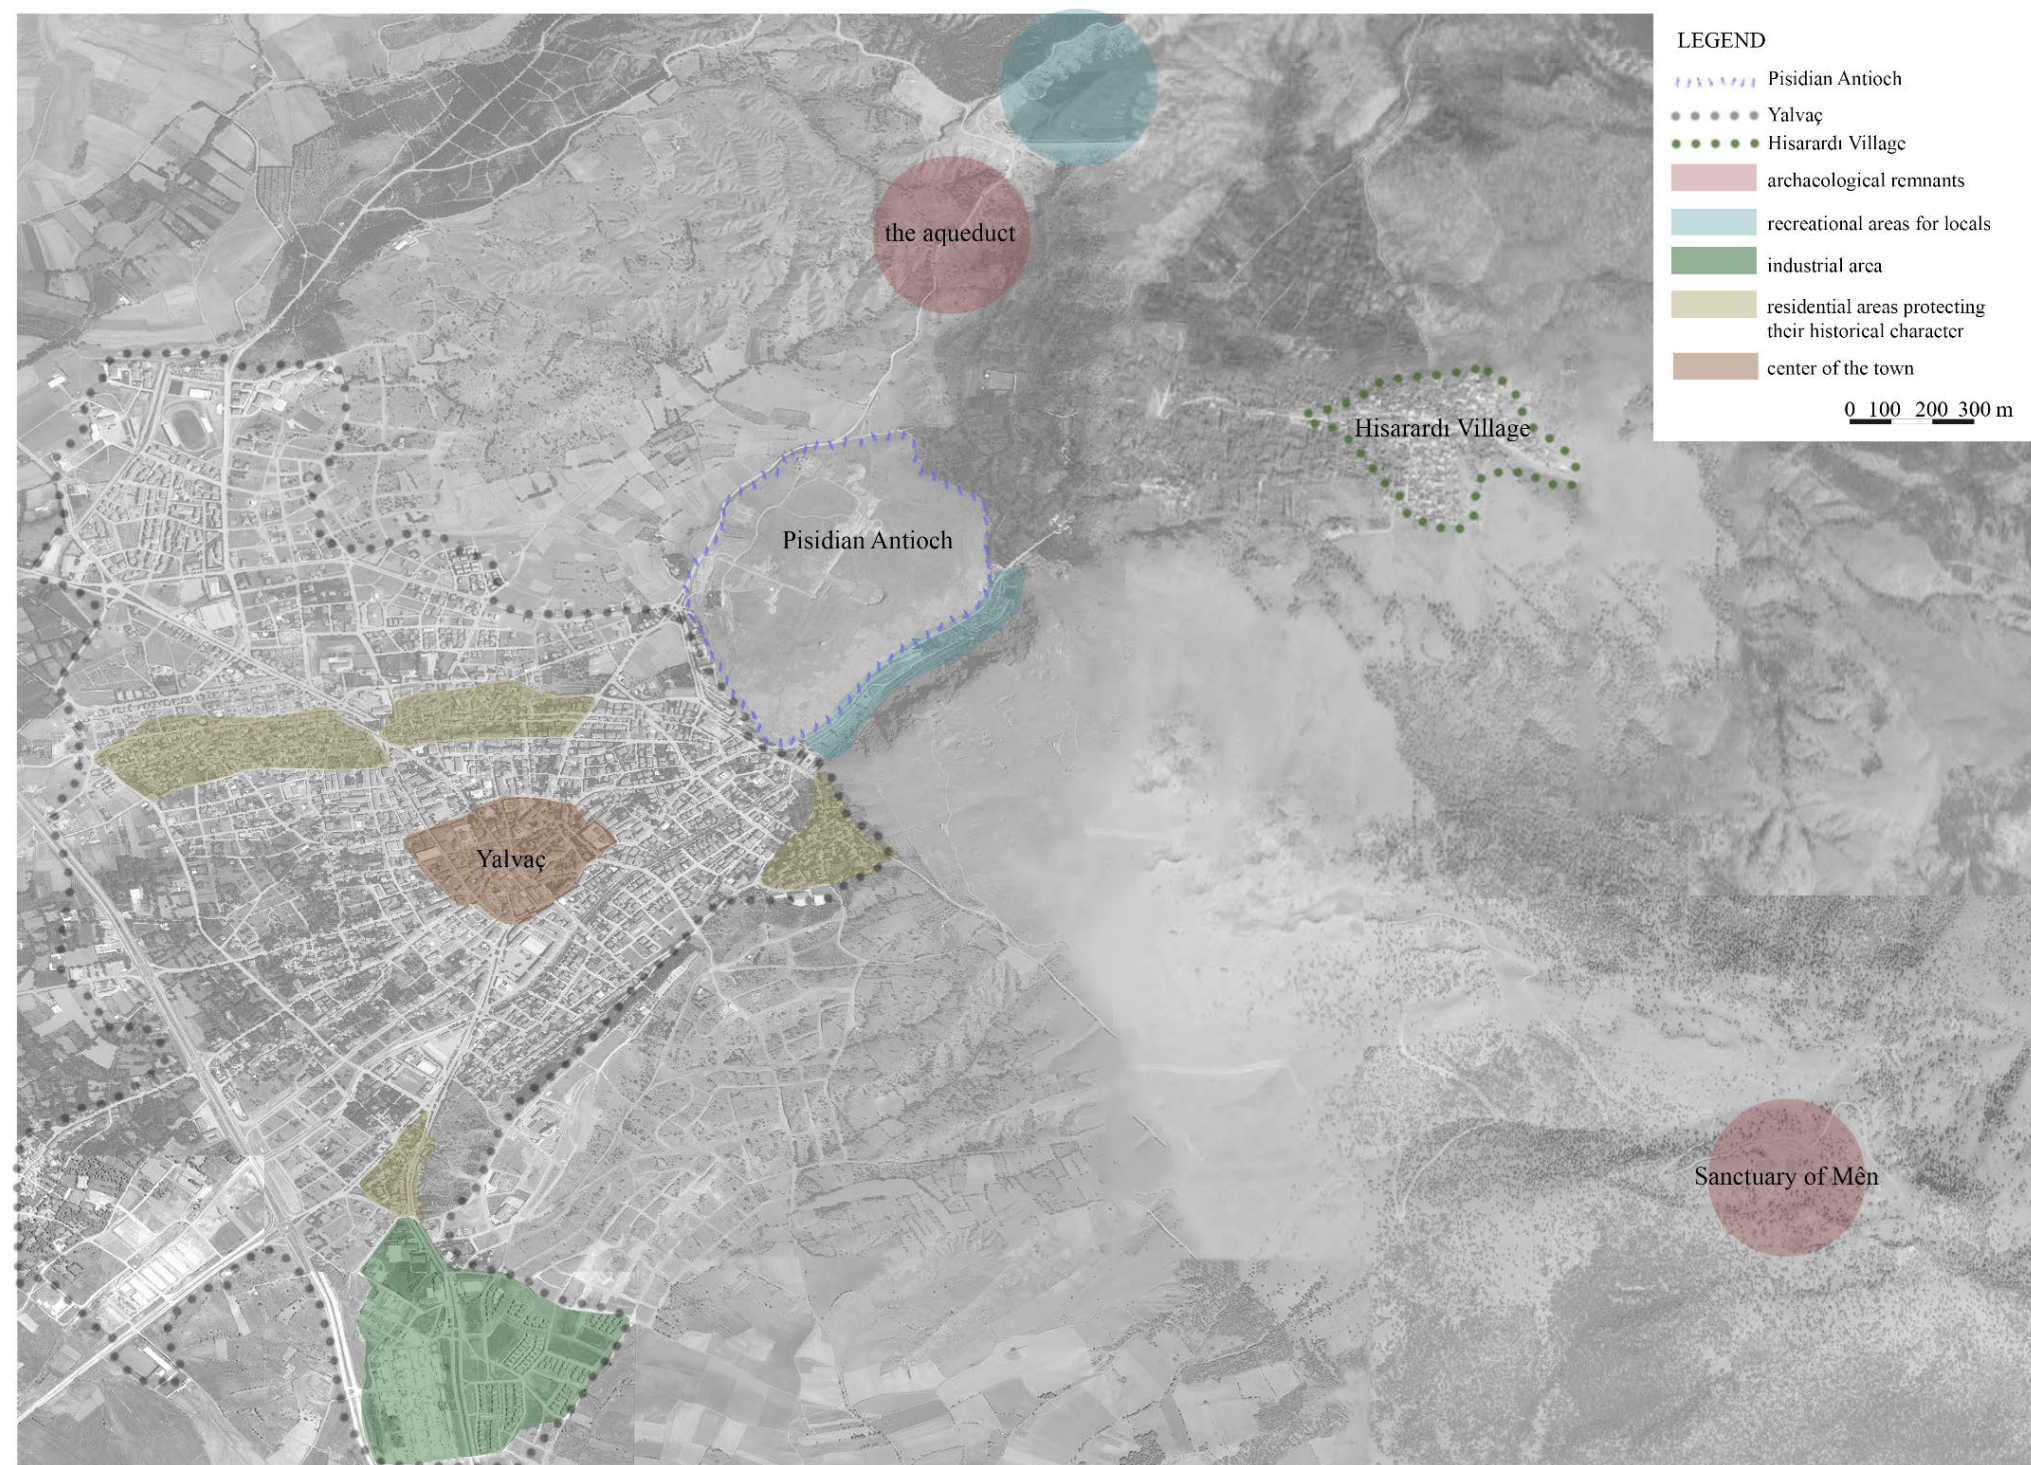 LEGEND
Pisidian Antioch
Yalvaç
Hisarardı Village
archaeological remnants
recreational areas for locals
industrial area
residential areas protecting
their historical character
center of the town
0 100 200 300 m
the aqueduct
Hisarardı Village
Pisidian Antioch
Yalvaç
Sanctuary of Mên